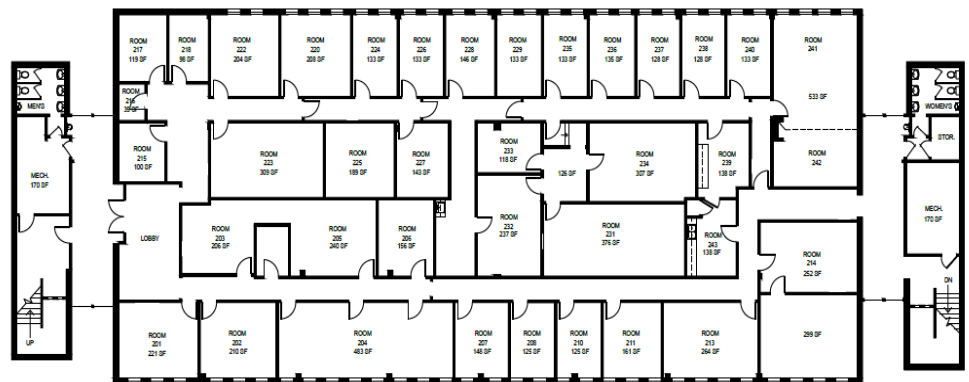 ROOM
217
119 SF
ROOM
218
98 SF
ROOM
222
204 SF
ROOM
220
208 SF
ROOM
224
133 SF
ROOM
226
133 SF
ROOM
228
146 SF
ROOM
229
133 SF
ROOM
235
133 SF
ROOM
236
135 SF
ROOM
237
128 SF
ROOM
238
128 SF
ROOM
240
133 SF
ROOM
241
533 SF
MEN'S
ROOM
216
WOMEN'S
STOR.
MECH.
170 SF
ROOM
215
100 SF
ROOM
223
309 SF
ROOM
225
189 SF
ROOM
227
143 SF
ROOM
233
118 SF
126 SF
ROOM
234
307 SF
ROOM
239
138 SF
ROOM
242
MECH.
170 SF
LOBBY
ROOM
203
206 SF
ROOM
205
240 SF
ROOM
206
156 SF
ROOM
232
237 SF
ROOM
231
376 SF
ROOM
243
138 SF
ROOM
214
252 SF
UP
DN
ROOM
201
221 SF
ROOM
202
210 SF
ROOM
204
483 SF
ROOM
207
148 SF
ROOM
208
125 SF
ROOM
210
125 SF
ROOM
211
161 SF
ROOM
213
264 SF
299 SF